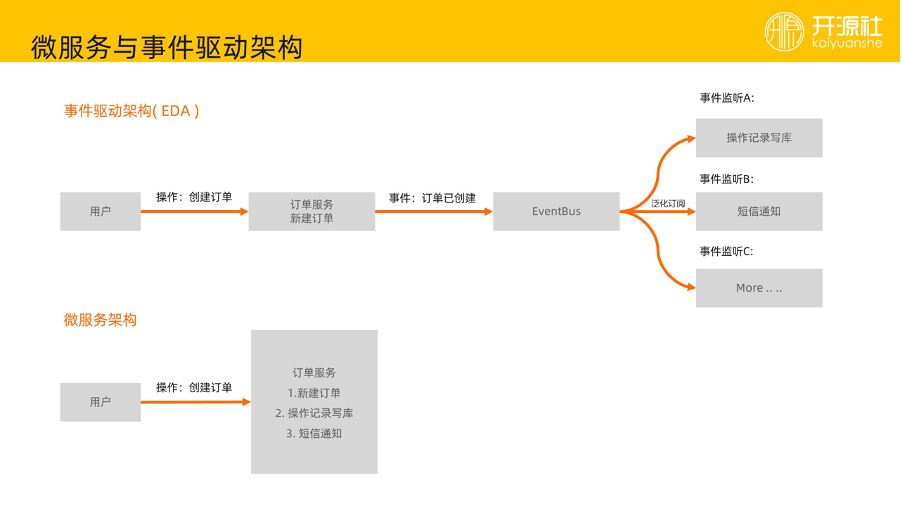 微服务与事件驱动架构
开源社
kaiyuanshe
事件驱动架构( EDA )
事件监听A:
操作记录写库
事件监听B:
用户
操作：创建订单
订单服务
新建订单
事件：订单已创建
EventBus
泛化订阅
短信通知
事件监听C:
More .. ..
微服务架构
用户
操作：创建订单
订单服务
1.新建订单
2. 操作记录写库
3. 短信通知